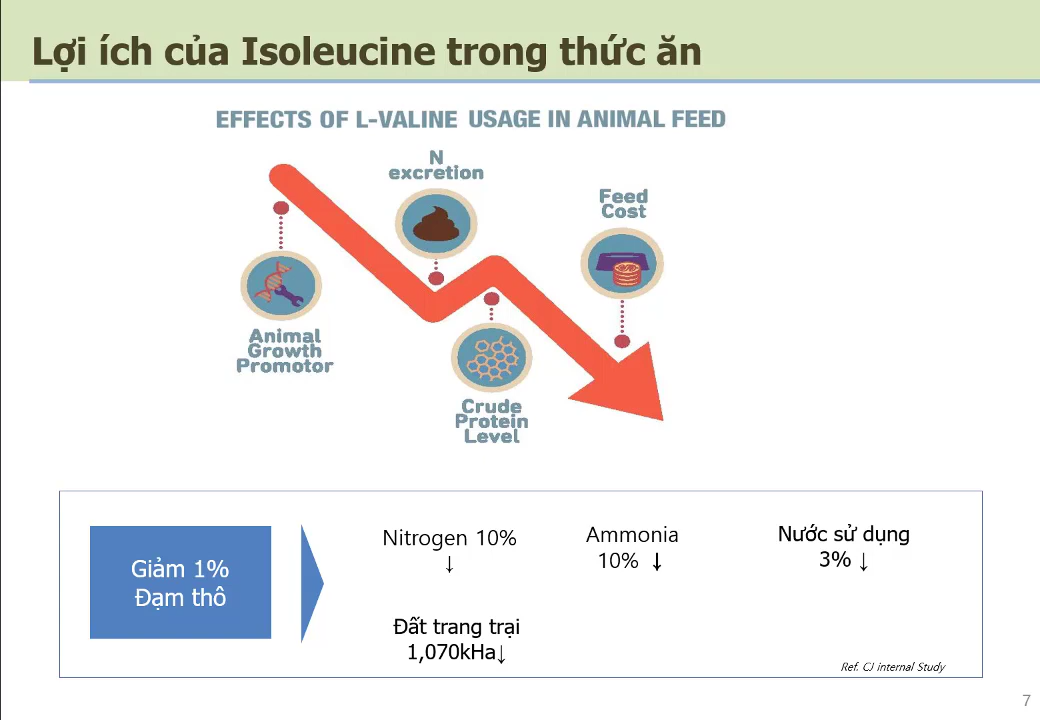 Lợi ích của Isoleucine trong thức ăn
EFFECTS OF L-VALINE USAGE IN ANIMAL FEED
N
excretion
Feed
Cost
Animal
Growth
Promotor
Crude
Protein
Level
Giảm 1%
Đạm thô
Nitrogen 10%
↓
Ammonia
10% ↓
Nước sử dụng
3% ↓
Đất trang trại
1,070kHa↓
Ref. CJ internal Study
7